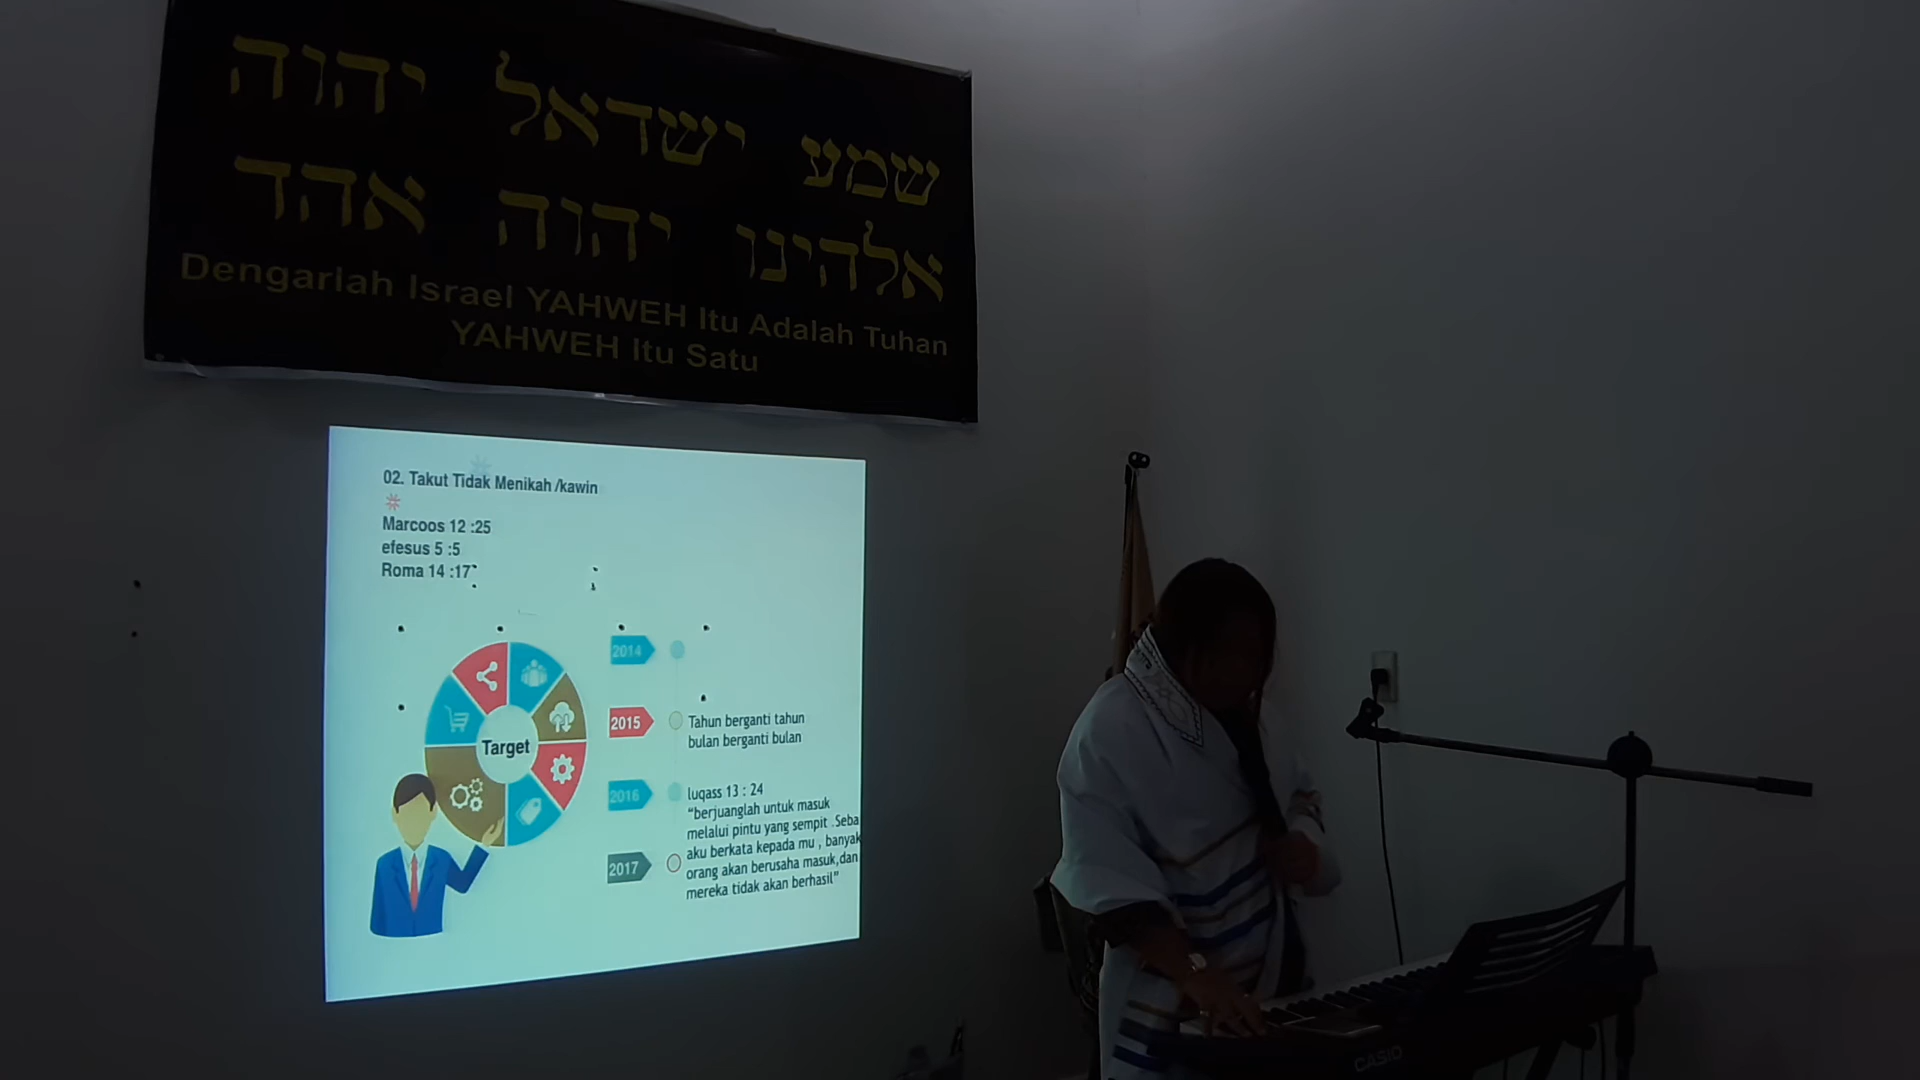 שמע ישדאל יהוה
אלהינו יהוה אהד
Dengarlah Israel YAHWEH Itu Adalah Tuhan
YAHWEH Itu Satu
02. Takut Tidak Menikah /kawin
Marcoos 12 :25
efesus 5 :5
Roma 14 :17
Target
2014
2015
Tahun berganti tahun
bulan berganti bulan
2016
luqass 13 : 24
“berjuanglah untuk masuk
melalui pintu yang sempit .Seba
aku berkata kepada mu , banyak
orang akan berusaha masuk,dan
mereka tidak akan berhasil”
2017
CASIO